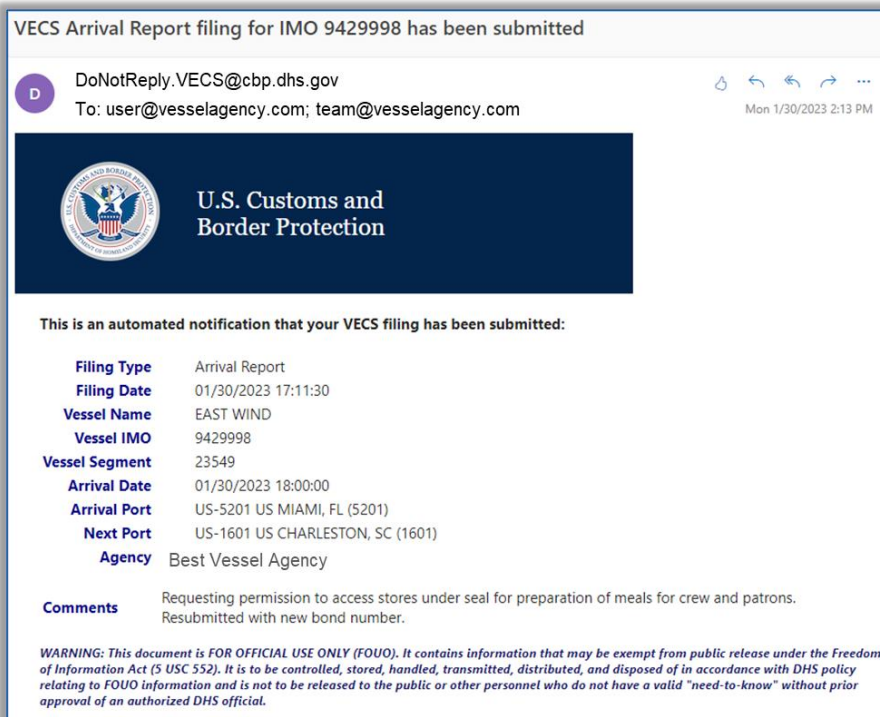 VECS Arrival Report filing for IMO 9429998 has been submitted
D
DoNotReply.VECS@cbp.dhs.gov
To: user@vesselagency.com; team@vesselagency.com
Mon 1/30/2023 2:13 PM
U.S. CUSTOMS AND BORDER PROTECTION
DEPARTMENT OF HOMELAND SECURITY
U.S. Customs and
Border Protection
This is an automated notification that your VECS filing has been submitted:
Filing Type Arrival Report
Filing Date 01/30/2023 17:11:30
Vessel Name EAST WIND
Vessel IMO 9429998
Vessel Segment 23549
Arrival Date 01/30/2023 18:00:00
Arrival Port US-5201 US MIAMI, FL (5201)
Next Port US-1601 US CHARLESTON, SC (1601)
Agency Best Vessel Agency
Comments Requesting permission to access stores under seal for preparation of meals for crew and patrons.
Resubmitted with new bond number.
WARNING: This document is FOR OFFICIAL USE ONLY (FOUO). It contains information that may be exempt from public release under the Freedom
of Information Act (5 USC 552). It is to be controlled, stored, handled, transmitted, distributed, and disposed of in accordance with DHS policy
relating to FOUO information and is not to be released to the public or other personnel who do not have a valid "need-to-know" without prior
approval of an authorized DHS official.